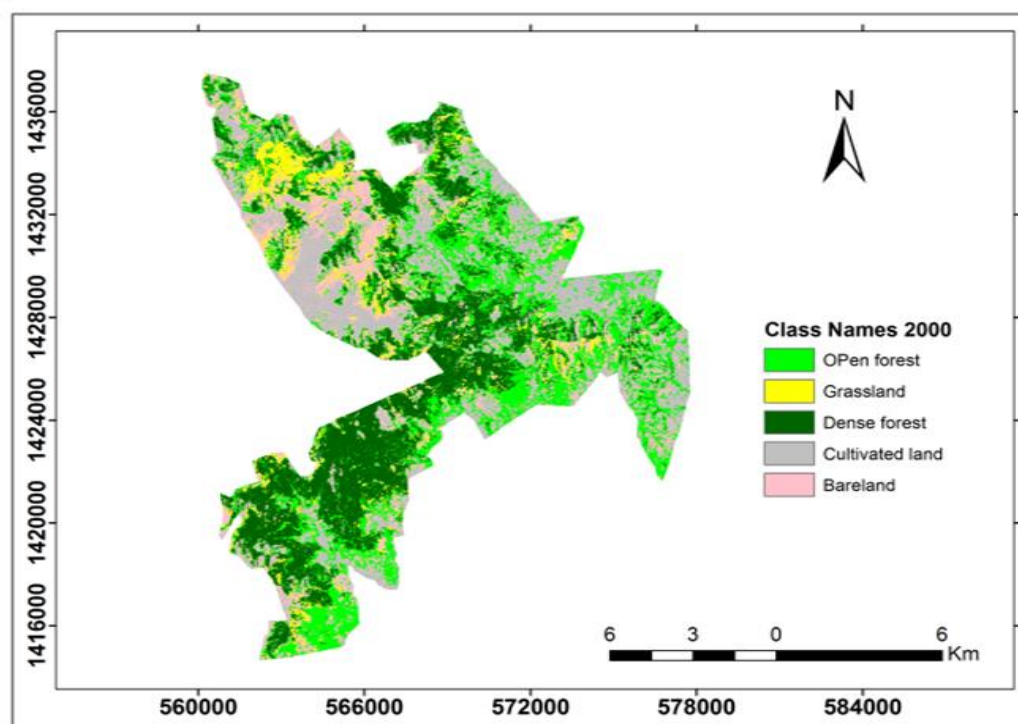 N
1436000
1432000
1428000
1424000
1420000
1416000
Class Names 2000
OPen forest
Grassland
Dense forest
Cultivated land
Bareland
6 3 0 6
Km
560000 566000 572000 578000 584000